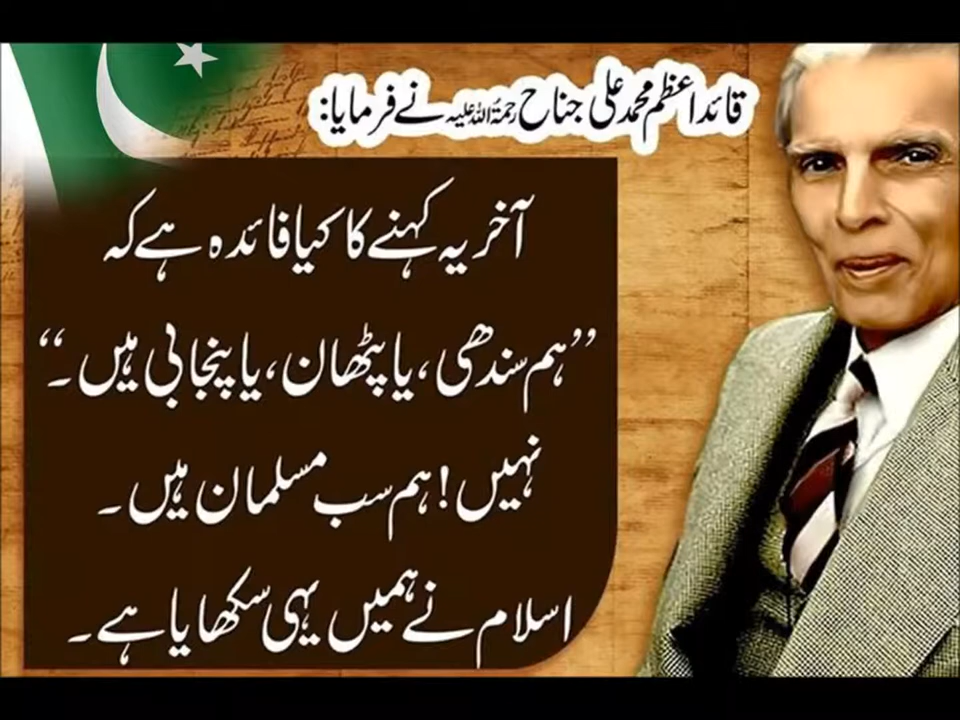 قائداعظم محمد علی جناح رحمۃ اللہ علیہ نے فرمایا:
آخر یہ کہنے کا کیا فائدہ ہے کہ
”ہم سندھی، یا پٹھان، یا پنجابی ہیں۔“
نہیں! ہم سب مسلمان ہیں۔
اسلام نے ہمیں یہی سکھایا ہے۔